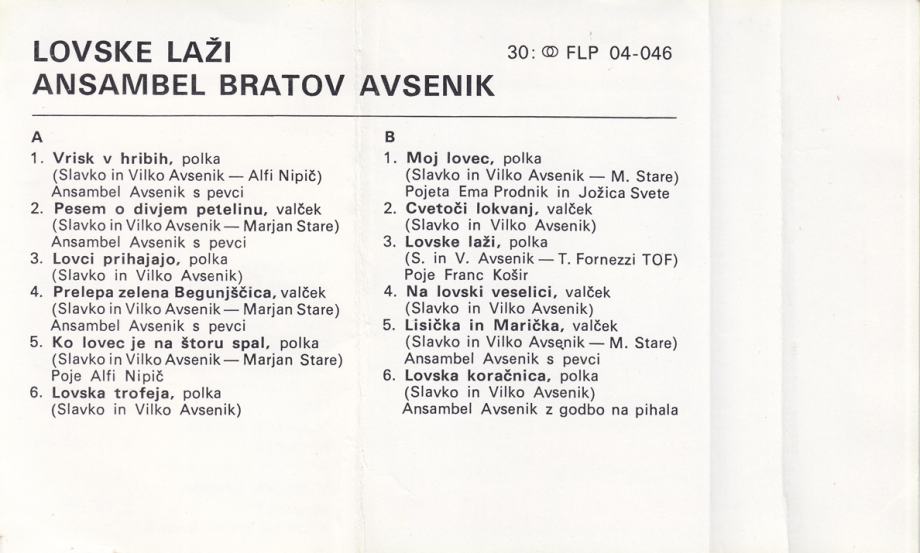 LOVSKE LAŽI
30: FLP 04-046
ANSAMBEL BRATOV AVSENIK
A
1. Vrisk v hribih, polka
(Slavko in Vilko Avsenik — Alfi Nipič)
Ansambel Avsenik s pevci
2. Pesem o divjem petelinu, valček
(Slavko in Vilko Avsenik — Marjan Stare)
Ansambel Avsenik s pevci
3. Lovci prihajajo, polka
(Slavko in Vilko Avsenik)
4. Prelepa zelena Begunjščica, valček
(Slavko in Vilko Avsenik — Marjan Stare)
Ansambel Avsenik s pevci
5. Ko lovec je na štoru spal, polka
(Slavko in Vilko Avsenik — Marjan Stare)
Poje Alfi Nipič
6. Lovska trofeja, polka
(Slavko in Vilko Avsenik)
B
1. Moj lovec, polka
(Slavko in Vilko Avsenik — M. Stare)
Pojeta Ema Prodnik in Jožica Svete
2. Cvetoči lokvanj, valček
(Slavko in Vilko Avsenik)
3. Lovske laži, polka
(S. in V. Avsenik — T. Fornezzi TOF)
Poje Franc Košir
4. Na lovski veselici, valček
(Slavko in Vilko Avsenik)
5. Lisička in Marička, valček
(Slavko in Vilko Avsenik — M. Stare)
Ansambel Avsenik s pevci
6. Lovska koračnica, polka
(Slavko in Vilko Avsenik)
Ansambel Avsenik z godbo na pihala